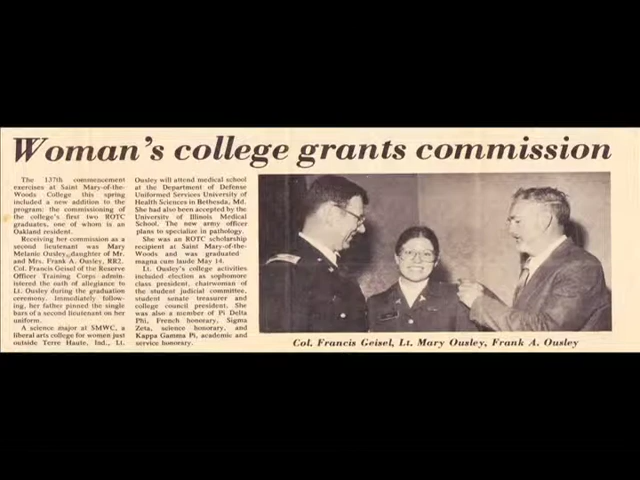 Woman's college grants commission
The 137th commencement
exercises at Saint Mary-of-the-
Woods College this spring
included a new addition to the
program; the commissioning of
the college's first two ROTC
graduates, one of whom is an
Oakland resident.
Receiving her commission as a
second lieutenant was Mary
Melanie Ousley, daughter of Mr.
and Mrs. Frank A. Ousley, RR2.
Col. Francis Geisel of the Reserve
Officer Training Corps admin-
istered the oath of allegiance to
Lt. Ousley during the graduation
ceremony. Immediately follow-
ing, her father pinned the single
bars of a second lieutenant on her
uniform.
A science major at SMWC, a
liberal arts college for women just
outside Terre Haute, Ind., Lt.
Ousley will attend medical school
at the Department of Defense
Uniformed Services University of
Health Sciences in Bethesda, Md.
She had also been accepted by the
University of Illinois Medical
School. The new army officer
plans to specialize in pathology.
She was an ROTC scholarship
recipient at Saint Mary-of-the-
Woods and was graduated
magna cum laude May 14.
Lt. Ousley's college activities
included election as sophomore
class president, chairwoman of
the student judicial committee,
student senate treasurer and
college council president. She
was also a member of Pi Delta
Phi, French honorary, Sigma
Zeta, science honorary, and
Kappa Gamma Pi, academic and
service honorary.
Col. Francis Geisel, Lt. Mary Ousley, Frank A. Ousley